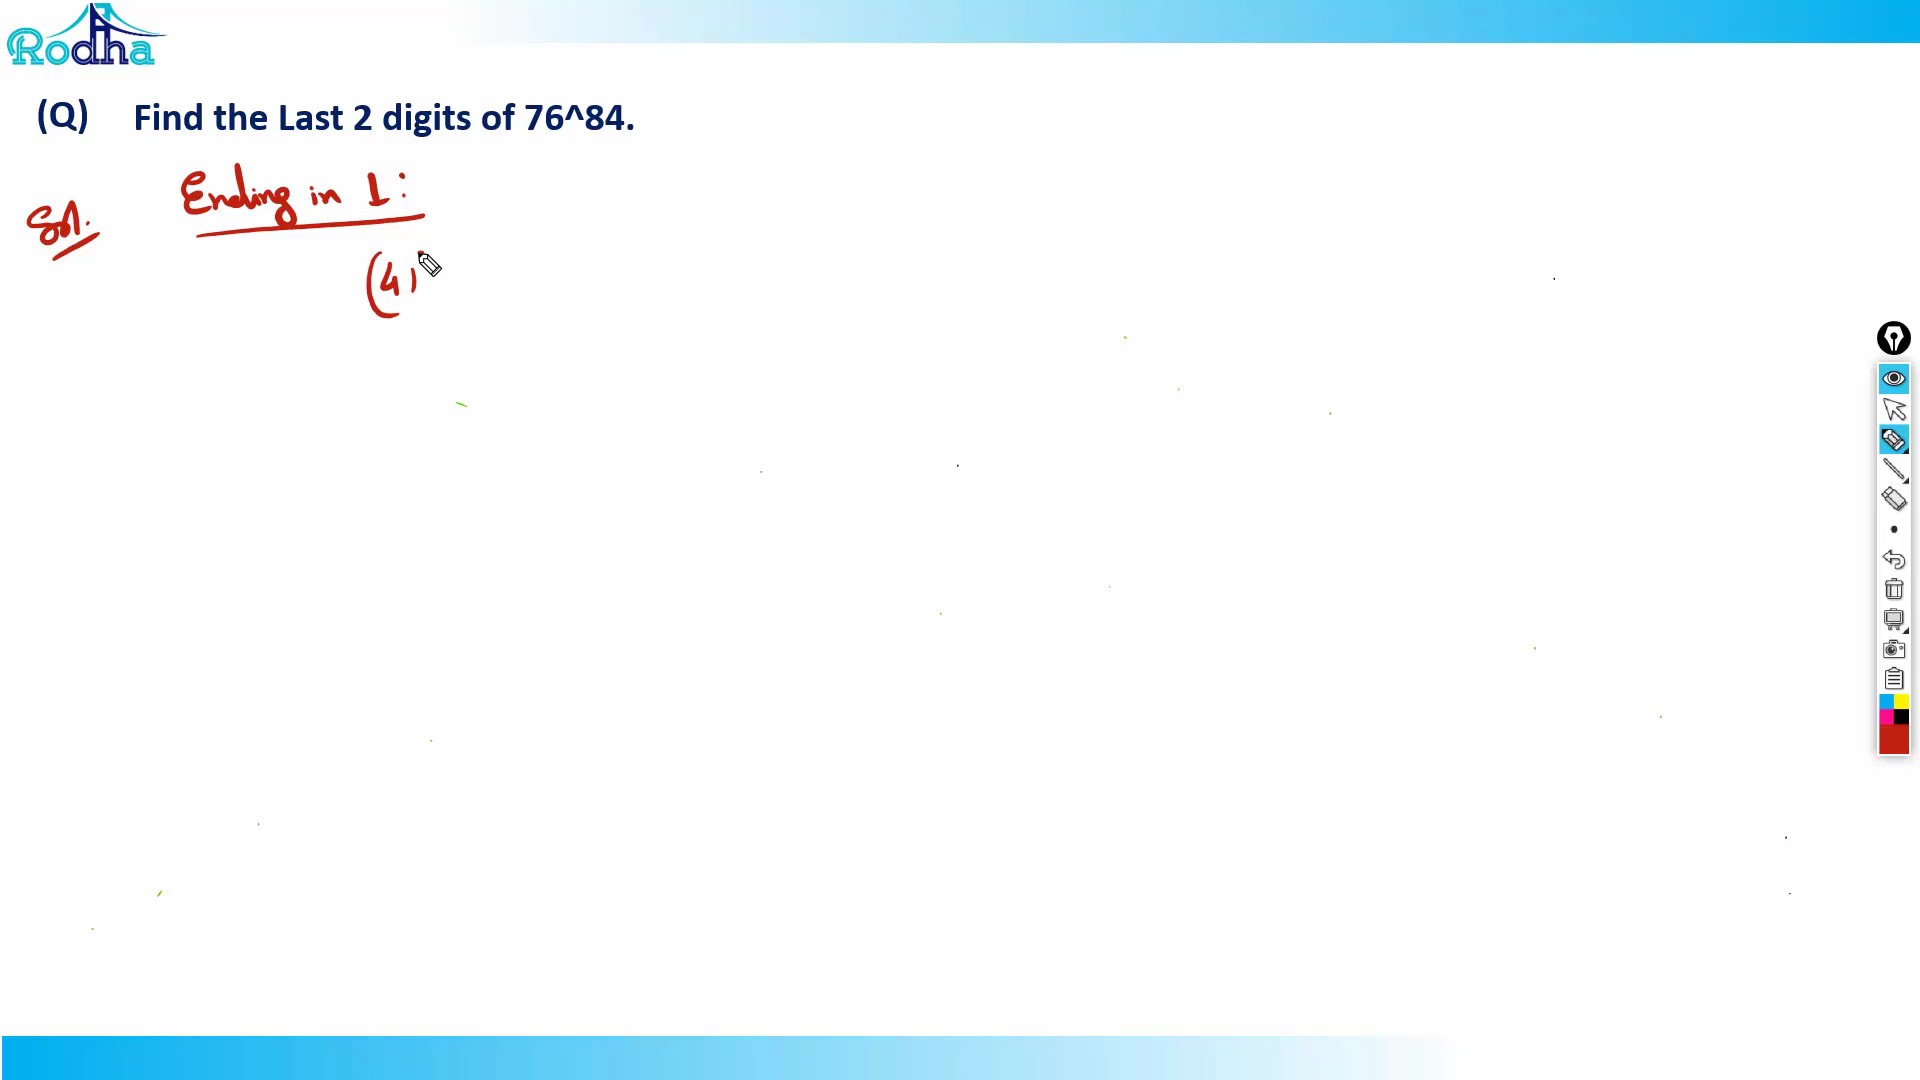 Rodha
(Q) Find the Last 2 digits of 76^84.
Ending in 1:
Sol.
(41